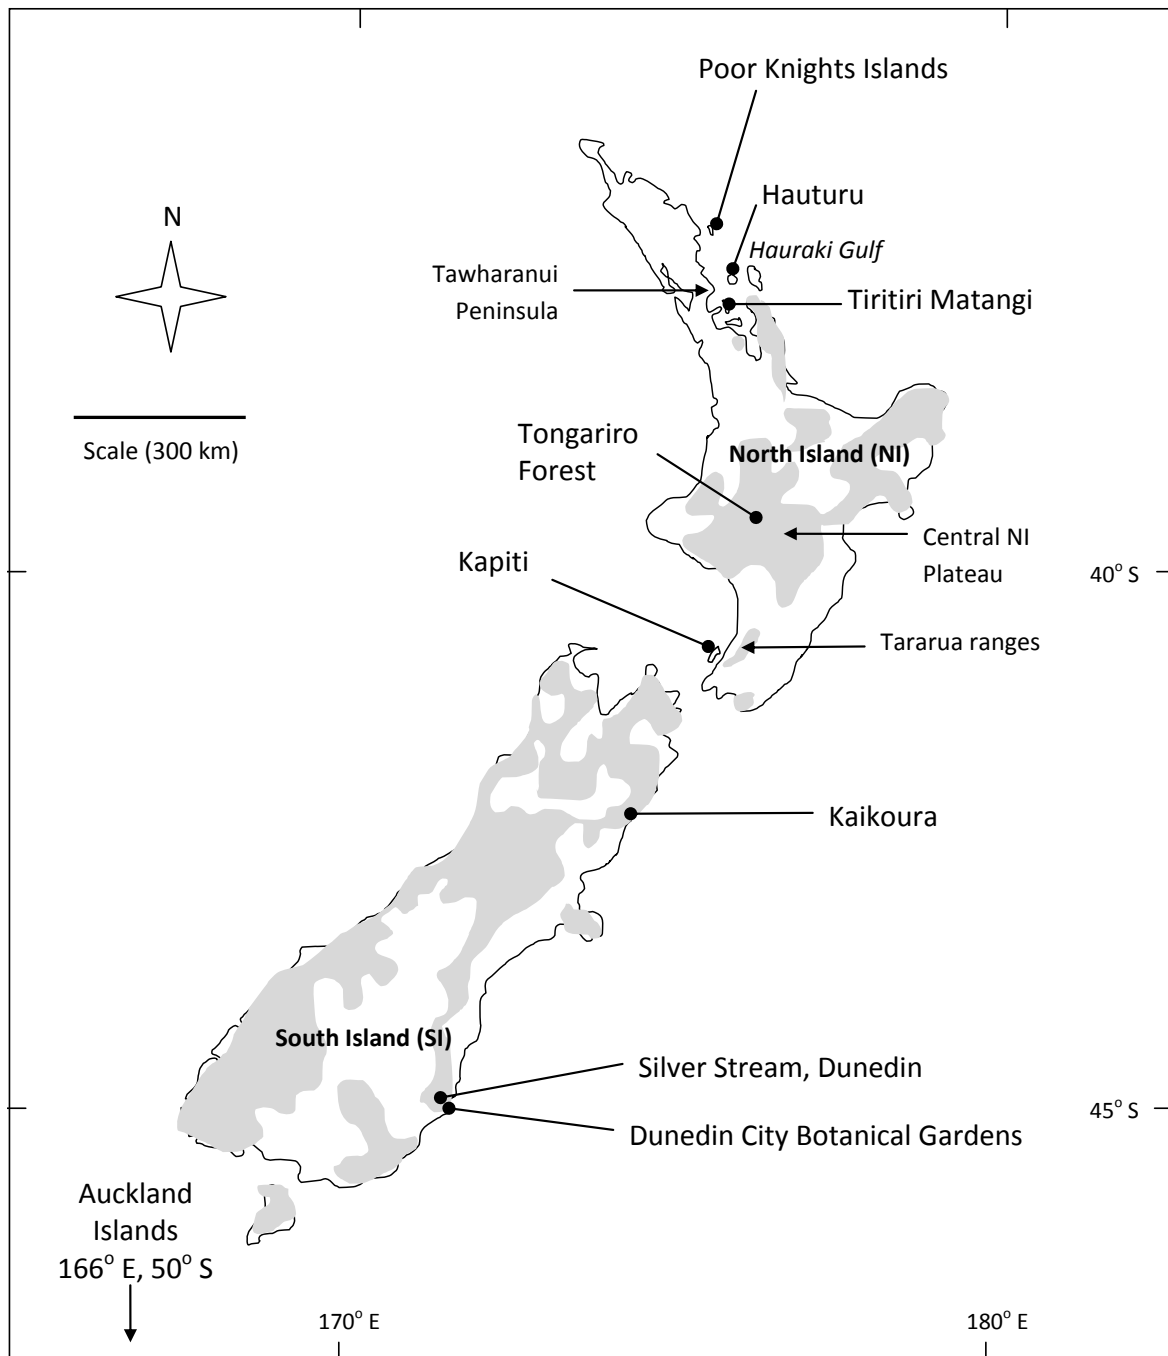 Poor Knights Islands
Hauturu
N
Hauraki Gulf
Tawharanui
Peninsula
Tiritiri Matangi
Scale (300 km)
Tongariro
Forest
North Island (NI)
Central NI
Plateau
Kapiti
40° S
Tararua ranges
Kaikoura
South Island (SI)
Silver Stream, Dunedin
45° S
Dunedin City Botanical Gardens
Auckland
Islands
166° E, 50° S
170° E
180° E